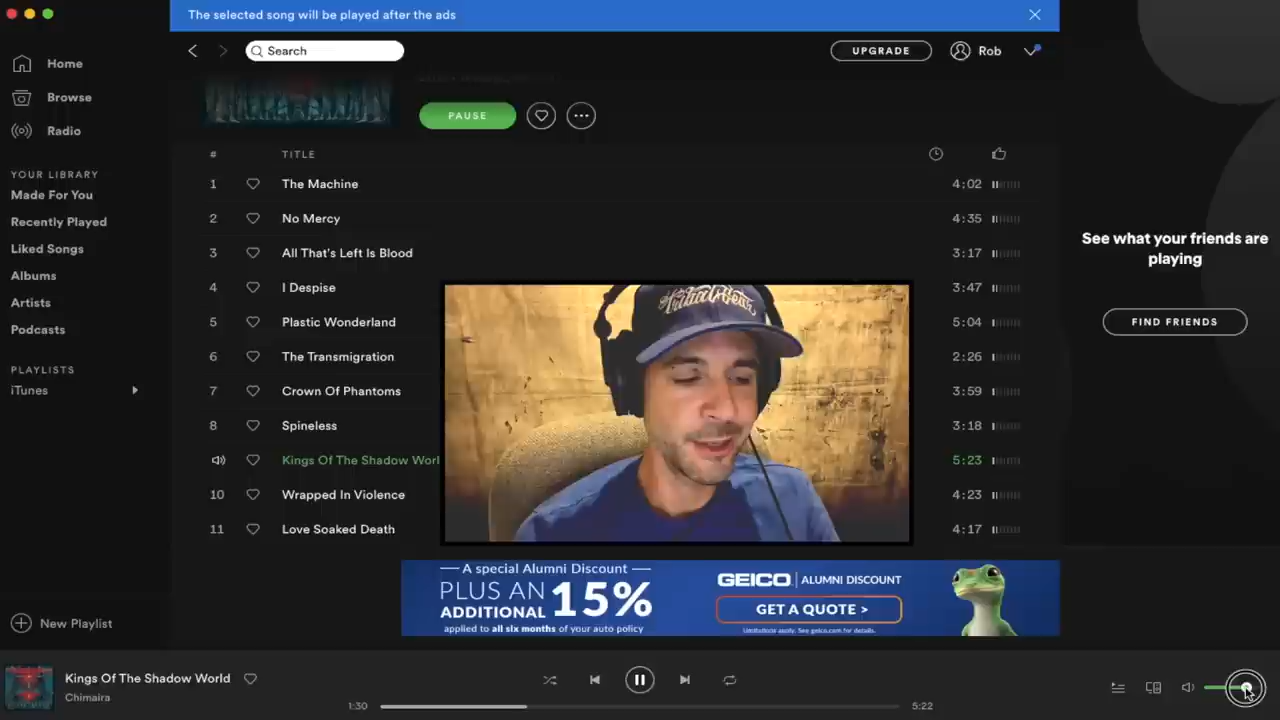 The selected song will be played after the ads
Search
UPGRADE
Rob
Home
Browse
Radio
YOUR LIBRARY
Made For You
Recently Played
Liked Songs
Albums
Artists
Podcasts
PLAYLISTS
iTunes
New Playlist
PAUSE
# TITLE
1 The Machine 4:02
2 No Mercy 4:35
3 All That's Left Is Blood 3:17
4 I Despise 3:47
5 Plastic Wonderland 5:04
6 The Transmigration 2:26
7 Crown Of Phantoms 3:59
8 Spineless 3:18
Kings Of The Shadow Worl 5:23
10 Wrapped In Violence 4:23
11 Love Soaked Death 4:17
See what your friends are
playing
FIND FRIENDS
A special Alumni Discount
PLUS AN
ADDITIONAL 15%
applied to all six months of your auto policy
GEICO ALUMNI DISCOUNT
GET A QUOTE >
Limitations apply. See geico.com for details.
Kings Of The Shadow World
Chimaira
1:30
5:22